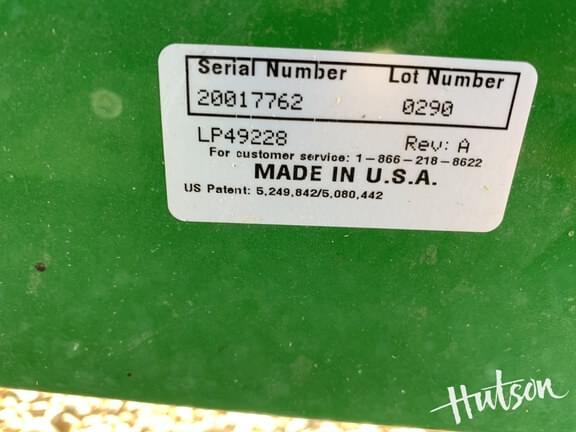 Serial Number Lot Number
20017762 0290
LP49228 Rev: A
For customer service: 1-866-218-8622
MADE IN U.S.A.
US Patent: 5,249,842/5,080,442
Hutson